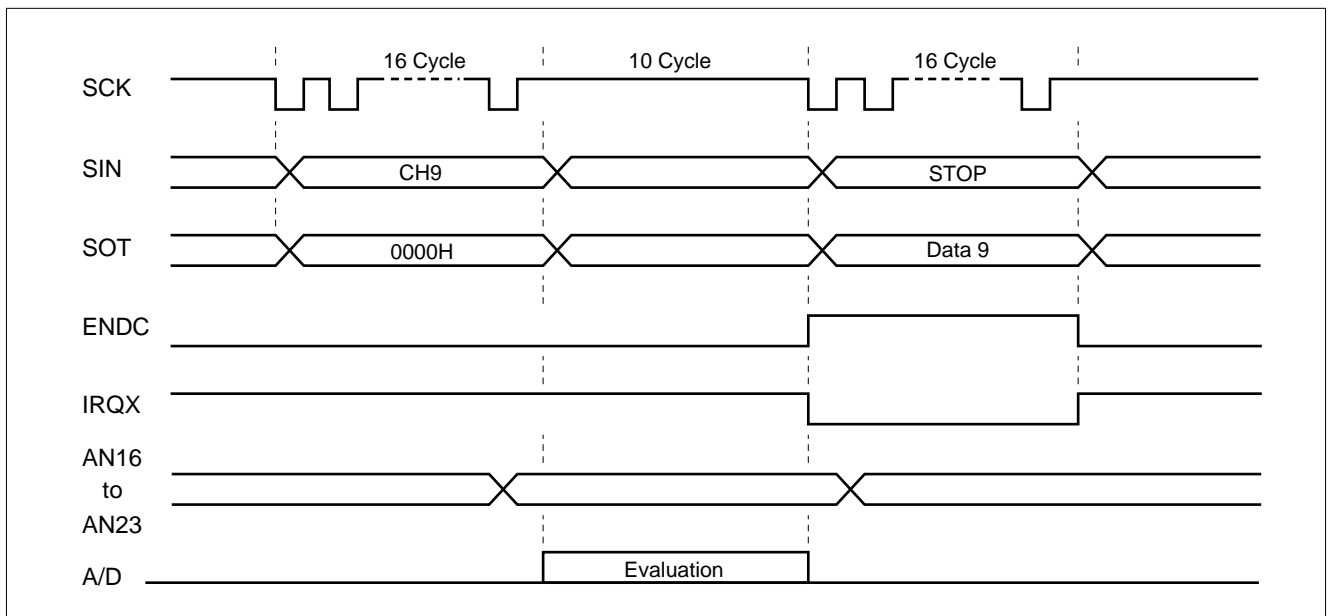 16 Cycle 10 Cycle 16 Cycle
SCK
SIN CH9 STOP
SOT 0000H Data 9
ENDC
IRQX
AN16
to
AN23
A/D Evaluation